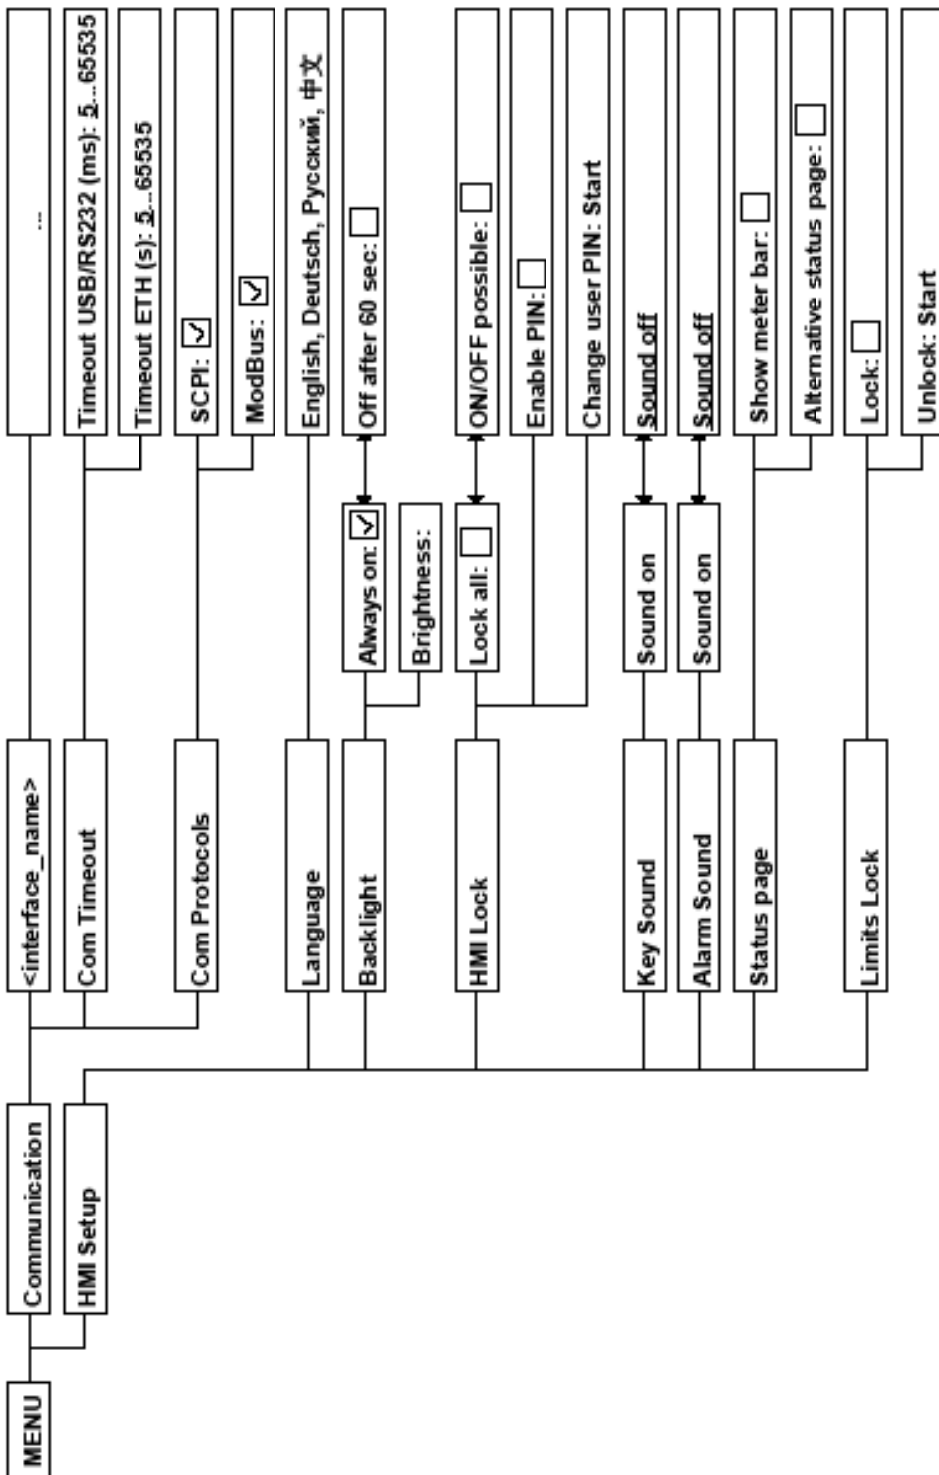 MENU
Communication
<interface_name>
...
Com Timeout
Timeout USB/RS232 (ms): 5...65535
Timeout ETH (s): 5...65535
Com Protocols
SCPI:
ModBus:
HMI Setup
Language
English, Deutsch, Русский, 中文
Backlight
Always on:
Off after 60 sec:
Brightness:
HMI Lock
Lock all:
ON/OFF possible:
Enable PIN:
Change user PIN: Start
Key Sound
Sound on
Sound off
Alarm Sound
Sound on
Sound off
Status page
Show meter bar:
Alternative status page:
Limits Lock
Lock:
Unlock: Start